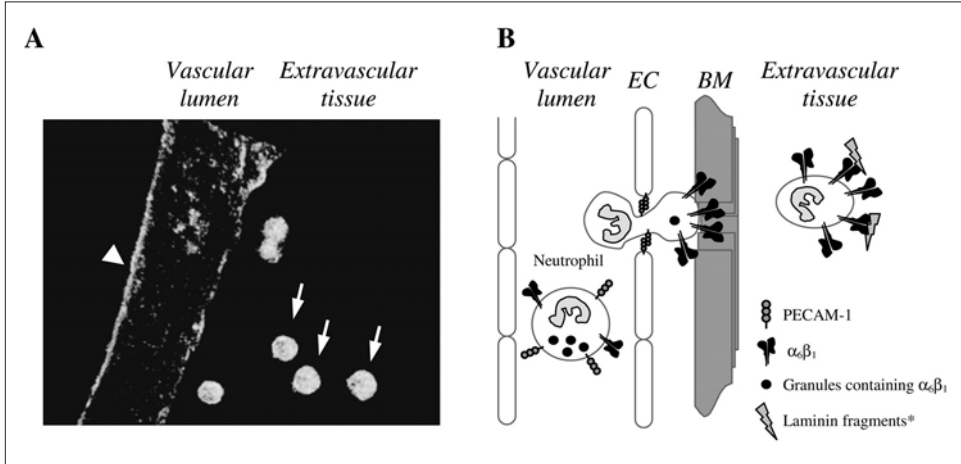 A
Vascular
lumen
Extravascular
tissue
B
Vascular
lumen
EC
BM
Extravascular
tissue
Neutrophil
PECAM-1
α₆β₁
Granules containing α₆β₁
Laminin fragments*